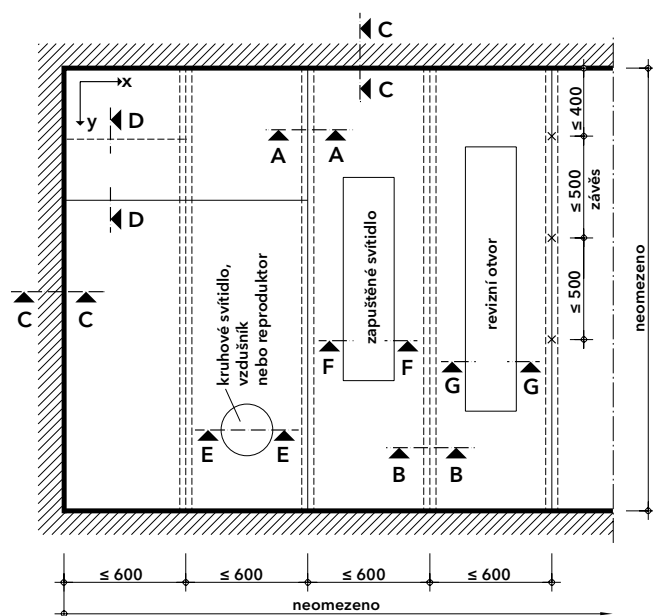 C
C
x
y
D
D
A A
≤ 400
≤ 500
závěs
≤ 500
neomezeno
kruhové svítidlo,
vzdušník
nebo reproduktor
zapuštěné svítidlo
revizní otvor
C C
F F
G G
E E
B B
≤ 600 ≤ 600 ≤ 600 ≤ 600
neomezeno